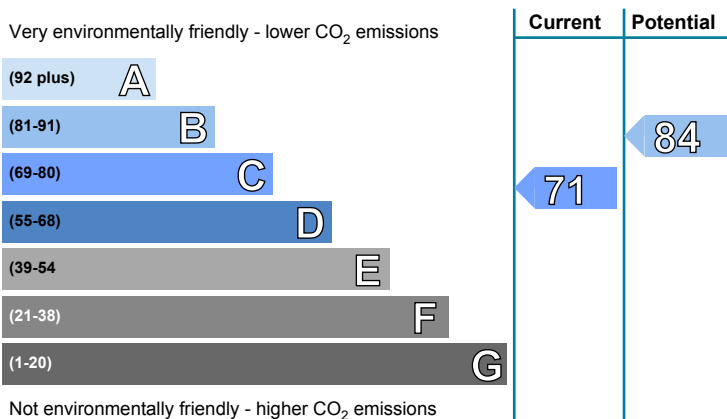 Very environmentally friendly - lower CO2 emissions
Current
Potential
(92 plus) A
(81-91) B
84
(69-80) C
71
(55-68) D
(39-54 E
(21-38) F
(1-20) G
Not environmentally friendly - higher CO2 emissions